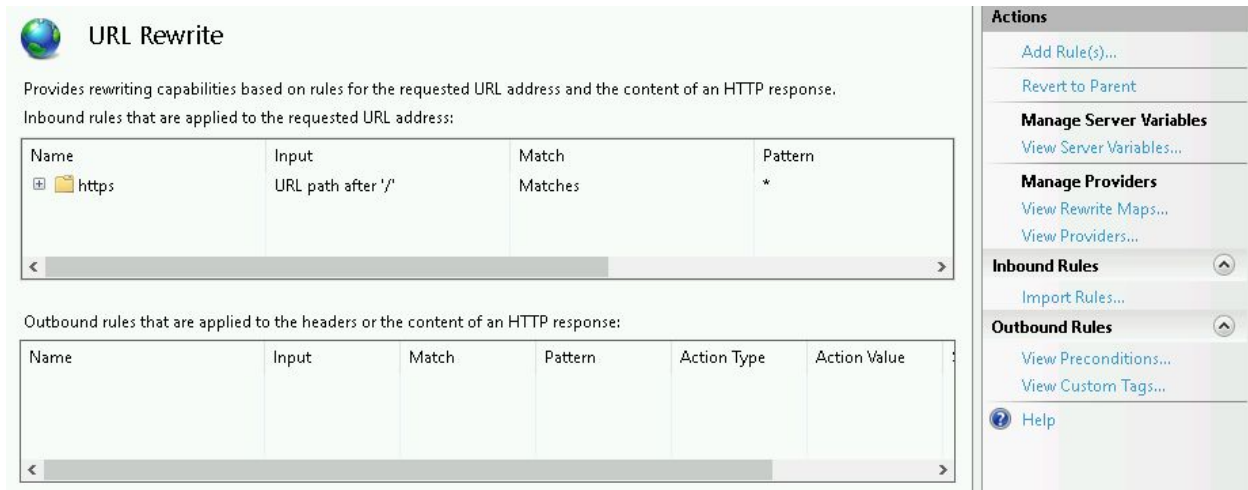 URL Rewrite
Provides rewriting capabilities based on rules for the requested URL address and the content of an HTTP response.
Inbound rules that are applied to the requested URL address:
Name Input Match Pattern
https URL path after '/' Matches *
Outbound rules that are applied to the headers or the content of an HTTP response:
Name Input Match Pattern Action Type Action Value
Actions
Add Rule(s)...
Revert to Parent
Manage Server Variables
View Server Variables...
Manage Providers
View Rewrite Maps...
View Providers...
Inbound Rules
Import Rules...
Outbound Rules
View Preconditions...
View Custom Tags...
Help